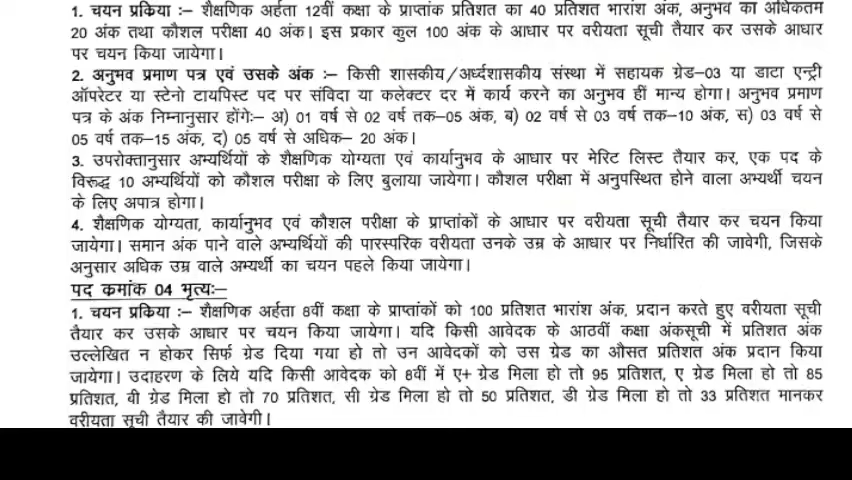 1. चयन प्रकिया :– शैक्षणिक अर्हता 12वीं कक्षा के प्राप्तांक प्रतिशत का 40 प्रतिशत भारांश अंक, अनुभव का अधिकतम
20 अंक तथा कौशल परीक्षा 40 अंक। इस प्रकार कुल 100 अंक के आधार पर वरीयता सूची तैयार कर उसके आधार
पर चयन किया जायेगा।
2. अनुभव प्रमाण पत्र एवं उसके अंक :– किसी शासकीय/अर्ध्दशासकीय संस्था में सहायक ग्रेड–03 या डाटा एन्ट्री
ऑपरेटर या स्टेनो टायपिस्ट पद पर संविदा या कलेक्टर दर में कार्य करने का अनुभव हीं मान्य होगा। अनुभव प्रमाण
पत्र के अंक निम्नानुसार होंगेः– अ) 01 वर्ष से 02 वर्ष तक–05 अंक, ब) 02 वर्ष से 03 वर्ष तक–10 अंक, स) 03 वर्ष से
05 वर्ष तक–15 अंक, द) 05 वर्ष से अधिक– 20 अंक।
3. उपरोक्तानुसार अभ्यर्थियों के शैक्षणिक योग्यता एवं कार्यानुभव के आधार पर मेरिट लिस्ट तैयार कर, एक पद के
विरूद्ध 10 अभ्यर्थियों को कौशल परीक्षा के लिए बुलाया जायेगा। कौशल परीक्षा में अनुपस्थित होने वाला अभ्यर्थी चयन
के लिए अपात्र होगा।
4. शैक्षणिक योग्यता, कार्यानुभव एवं कौशल परीक्षा के प्राप्तांकों के आधार पर वरीयता सूची तैयार कर चयन किया
जायेगा। समान अंक पाने वाले अभ्यर्थियों की पारस्परिक वरीयता उनके उम्र के आधार पर निर्धारित की जावेगी, जिसके
अनुसार अधिक उम्र वाले अभ्यर्थी का चयन पहले किया जायेगा।
पद क्रमांक 04 भृत्यः–
1. चयन प्रकिया :– शैक्षणिक अर्हता 8वीं कक्षा के प्राप्तांकों को 100 प्रतिशत भारांश अंक, प्रदान करते हुए वरीयता सूची
तैयार कर उसके आधार पर चयन किया जायेगा। यदि किसी आवेदक के आठवीं कक्षा अंकसूची में प्रतिशत अंक
उल्लेखित न होकर सिर्फ ग्रेड दिया गया हो तो उन आवेदकों को उस ग्रेड का औसत प्रतिशत अंक प्रदान किया
जायेगा। उदाहरण के लिये यदि किसी आवेदक को 8वीं में ए+ ग्रेड मिला हो तो 95 प्रतिशत, ए ग्रेड मिला हो तो 85
प्रतिशत, वी ग्रेड मिला हो तो 70 प्रतिशत, सी ग्रेड मिला हो तो 50 प्रतिशत, डी ग्रेड मिला हो तो 33 प्रतिशत मानकर
वरीयता सूची तैयार की जावेगी।